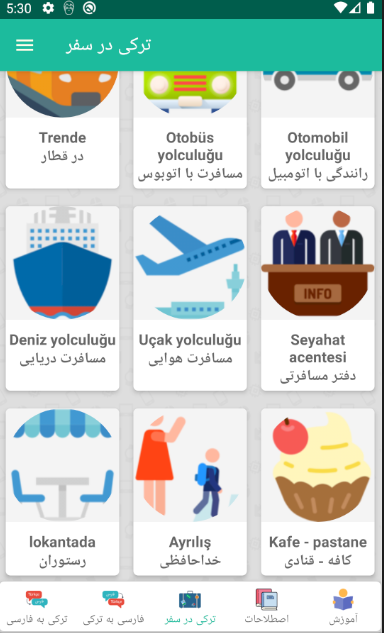 5:30
ترکی در سفر
Trende
در قطار
Otobüs
yolculuğu
مسافرت با اتوبوس
Otomobil
yolculuğu
رانندگی با اتومبیل
Deniz yolculuğu
مسافرت دریایی
Uçak yolculuğu
مسافرت هوایی
INFO
Seyahat
acentesi
دفتر مسافرتی
lokantada
رستوران
Ayrılış
خداحافظی
Kafe - pastane
کافه - قنادی
ترکی به فارسی
فارسی به ترکی
ترکی در سفر
اصطلاحات
آموزش